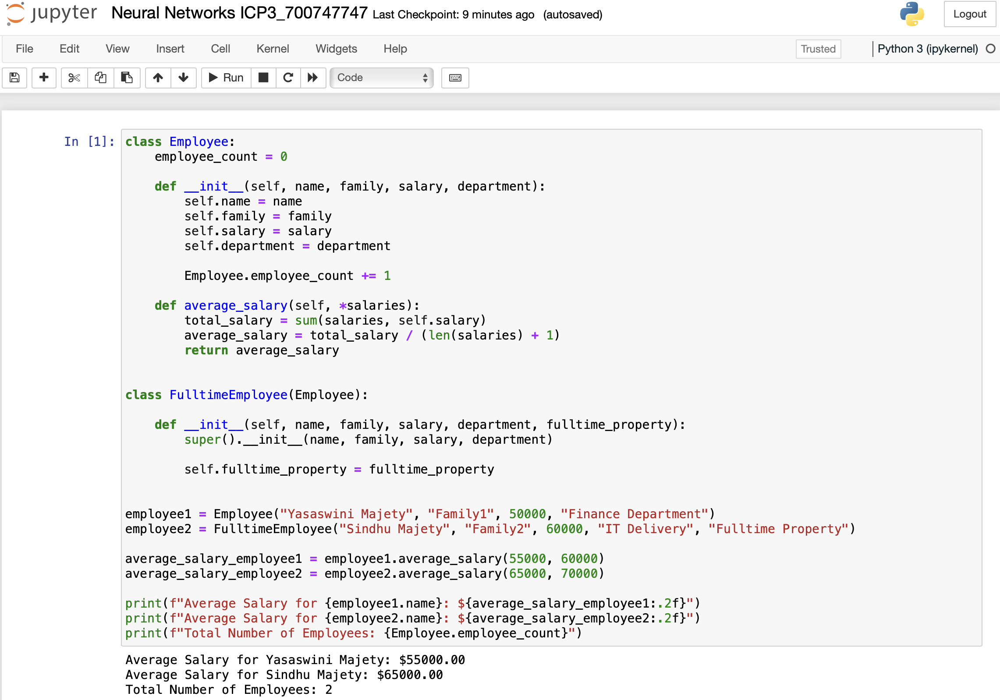 jupyter Neural Networks ICP3_700747747 Last Checkpoint: 9 minutes ago (autosaved) Logout
File Edit View Insert Cell Kernel Widgets Help Trusted Python 3 (ipykernel)
Run Code
In [1]: class Employee:
    employee_count = 0
    def __init__(self, name, family, salary, department):
        self.name = name
        self.family = family
        self.salary = salary
        self.department = department
        Employee.employee_count += 1
    def average_salary(self, *salaries):
        total_salary = sum(salaries, self.salary)
        average_salary = total_salary / (len(salaries) + 1)
        return average_salary
class FulltimeEmployee(Employee):
    def __init__(self, name, family, salary, department, fulltime_property):
        super().__init__(name, family, salary, department)
        self.fulltime_property = fulltime_property
employee1 = Employee("Yasaswini Majety", "Family1", 50000, "Finance Department")
employee2 = FulltimeEmployee("Sindhu Majety", "Family2", 60000, "IT Delivery", "Fulltime Property")
average_salary_employee1 = employee1.average_salary(55000, 60000)
average_salary_employee2 = employee2.average_salary(65000, 70000)
print(f"Average Salary for {employee1.name}: ${average_salary_employee1:.2f}")
print(f"Average Salary for {employee2.name}: ${average_salary_employee2:.2f}")
print(f"Total Number of Employees: {Employee.employee_count}")
Average Salary for Yasaswini Majety: $55000.00
Average Salary for Sindhu Majety: $65000.00
Total Number of Employees: 2